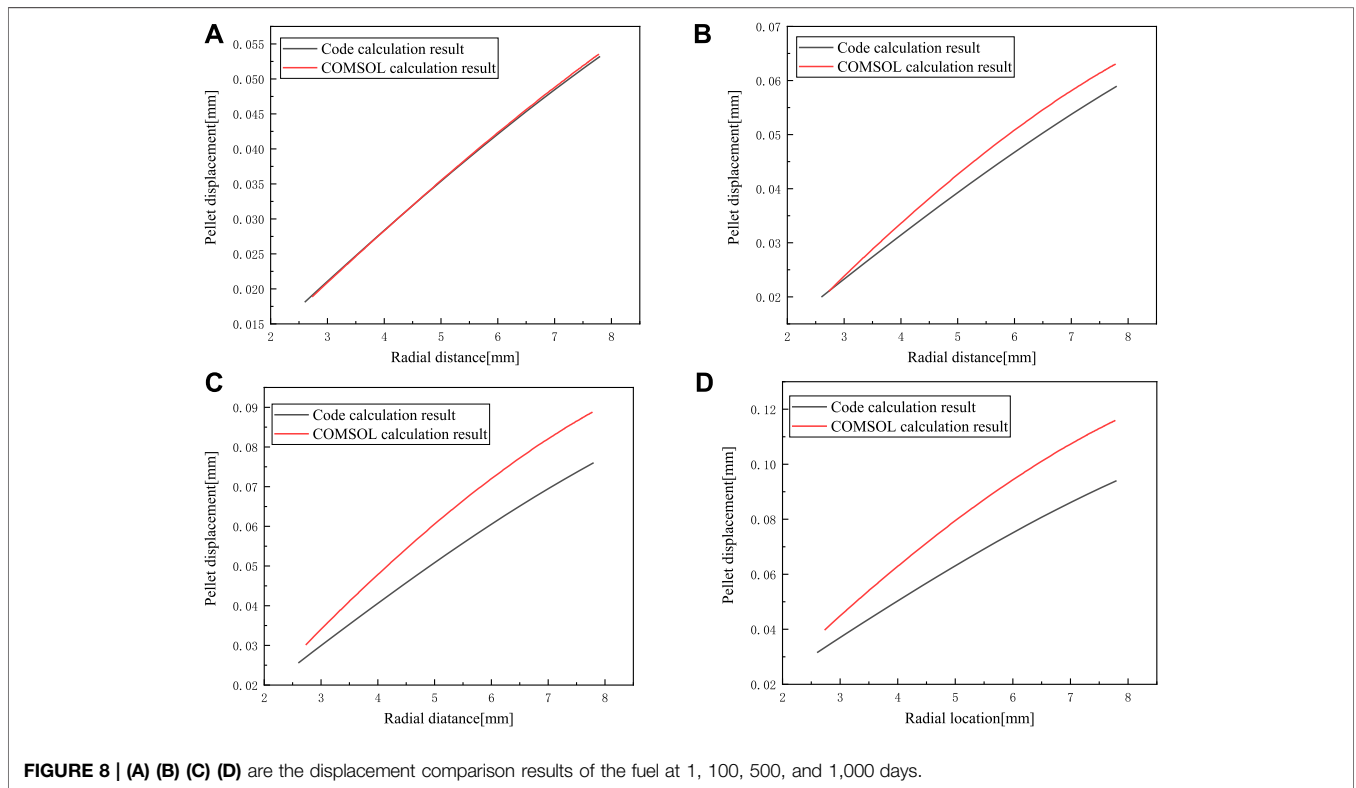 A
Code calculation result
COMSOL calculation result
0.055
0.050
0.045
0.040
0.035
0.030
0.025
0.020
0.015
Pellet displacement[mm]
2 3 4 5 6 7 8
Radial distance[mm]
B
Code calculation result
COMSOL calculation result
0.07
0.06
0.05
0.04
0.03
0.02
Pellet displacement[mm]
2 3 4 5 6 7 8
Radial distance[mm]
C
Code calculation result
COMSOL calculation result
0.09
0.08
0.07
0.06
0.05
0.04
0.03
0.02
Pellet displacement[mm]
2 3 4 5 6 7 8
Radial diatance[mm]
D
Code calculation result
COMSOL calculation result
0.12
0.10
0.08
0.06
0.04
0.02
Pellet displacement[mm]
2 3 4 5 6 7 8
Radial location[mm]
FIGURE 8 | (A) (B) (C) (D) are the displacement comparison results of the fuel at 1, 100, 500, and 1,000 days.